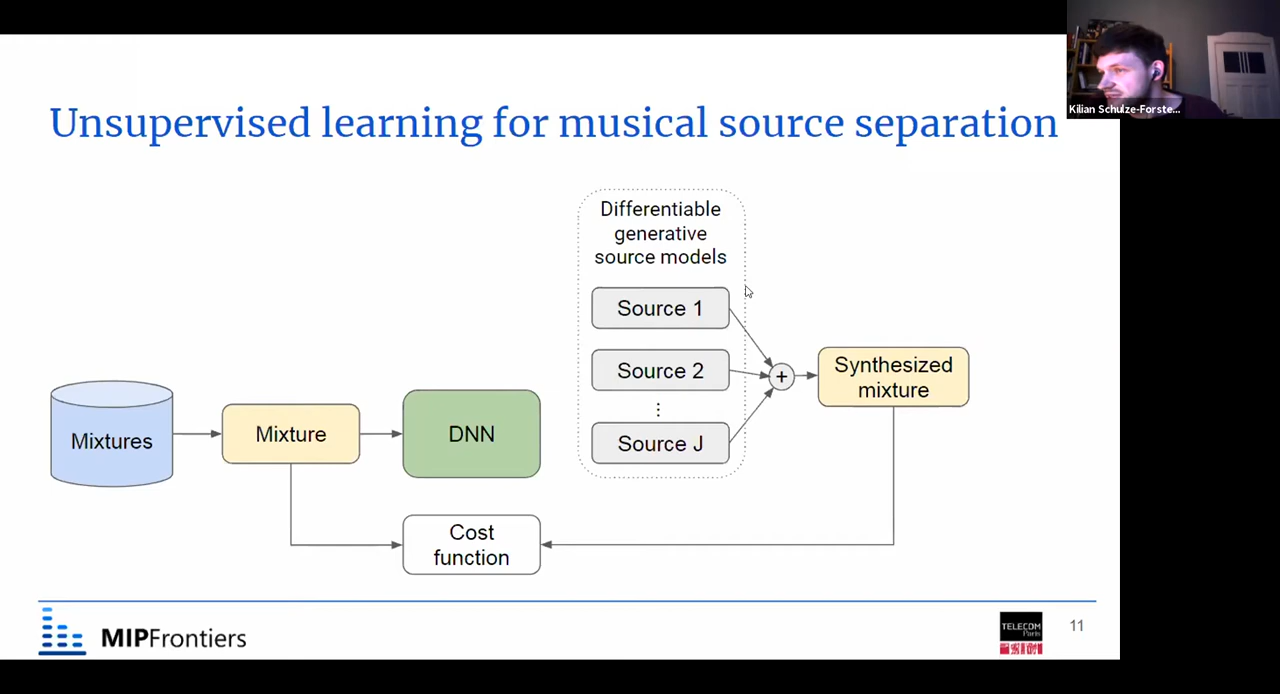 Kilian Schulze-Forste...
Unsupervised learning for musical source separation
Differentiable
generative
source models
Source 1
Source 2
⋮
Source J
+
Synthesized
mixture
Mixtures
Mixture
DNN
Cost
function
MIPFrontiers
TELECOM
Paris
11